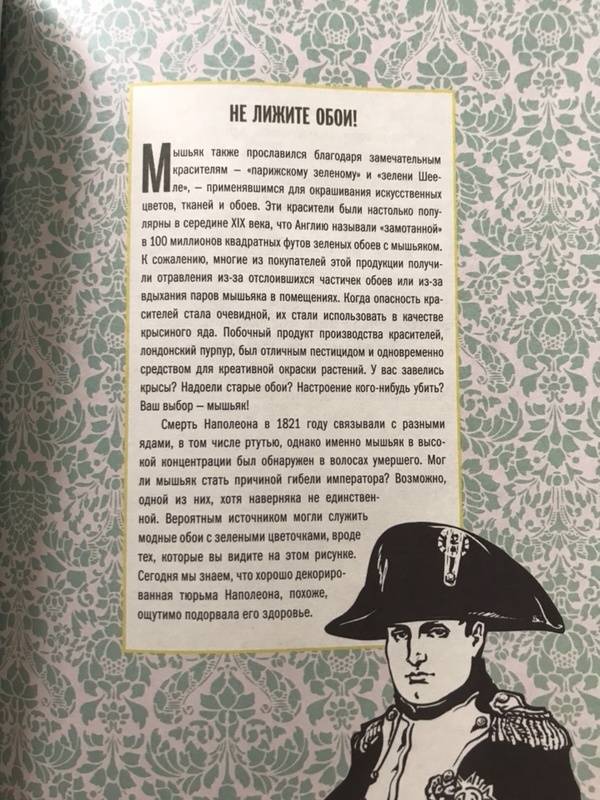 НЕ ЛИЖИТЕ ОБОИ!
Мышьяк также прославился благодаря замечательным
красителям – «парижскому зеленому» и «зелени Шее-
ле», – применявшимся для окрашивания искусственных
цветов, тканей и обоев. Эти красители были настолько попу-
лярны в середине XIX века, что Англию называли «замотанной»
в 100 миллионов квадратных футов зеленых обоев с мышьяком.
К сожалению, многие из покупателей этой продукции получи-
ли отравления из-за отслоившихся частичек обоев или из-за
вдыхания паров мышьяка в помещениях. Когда опасность кра-
сителей стала очевидной, их стали использовать в качестве
крысиного яда. Побочный продукт производства красителей,
лондонский пурпур, был отличным пестицидом и одновременно
средством для креативной окраски растений. У вас завелись
крысы? Надоели старые обои? Настроение кого-нибудь убить?
Ваш выбор – мышьяк!
Смерть Наполеона в 1821 году связывали с разными
ядами, в том числе ртутью, однако именно мышьяк в высо-
кой концентрации был обнаружен в волосах умершего. Мог
ли мышьяк стать причиной гибели императора? Возможно,
одной из них, хотя наверняка не единствен-
ной. Вероятным источником могли служить
модные обои с зелеными цветочками, вроде
тех, которые вы видите на этом рисунке.
Сегодня мы знаем, что хорошо декориро-
ванная тюрьма Наполеона, похоже,
ощутимо подорвала его здоровье.